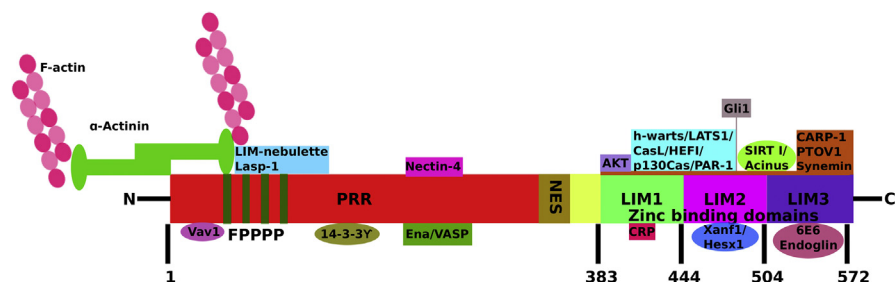 F-actin
α-Actinin
LIM-nebulette
Lasp-1
Nectin-4
AKT
h-warts/LATS1/
CasL/HEFI/
p130Cas/PAR-1
Gli1
SIRT I/
Acinus
CARP-1
PTOV1
Synemin
N
PRR
NES
LIM1
LIM2
LIM3
C
Zinc binding domains
Vav1
FPPPP
14-3-3ϒ
Ena/VASP
CRP
Xanf1/
Hesx1
6E6
Endoglin
1
383
444
504
572